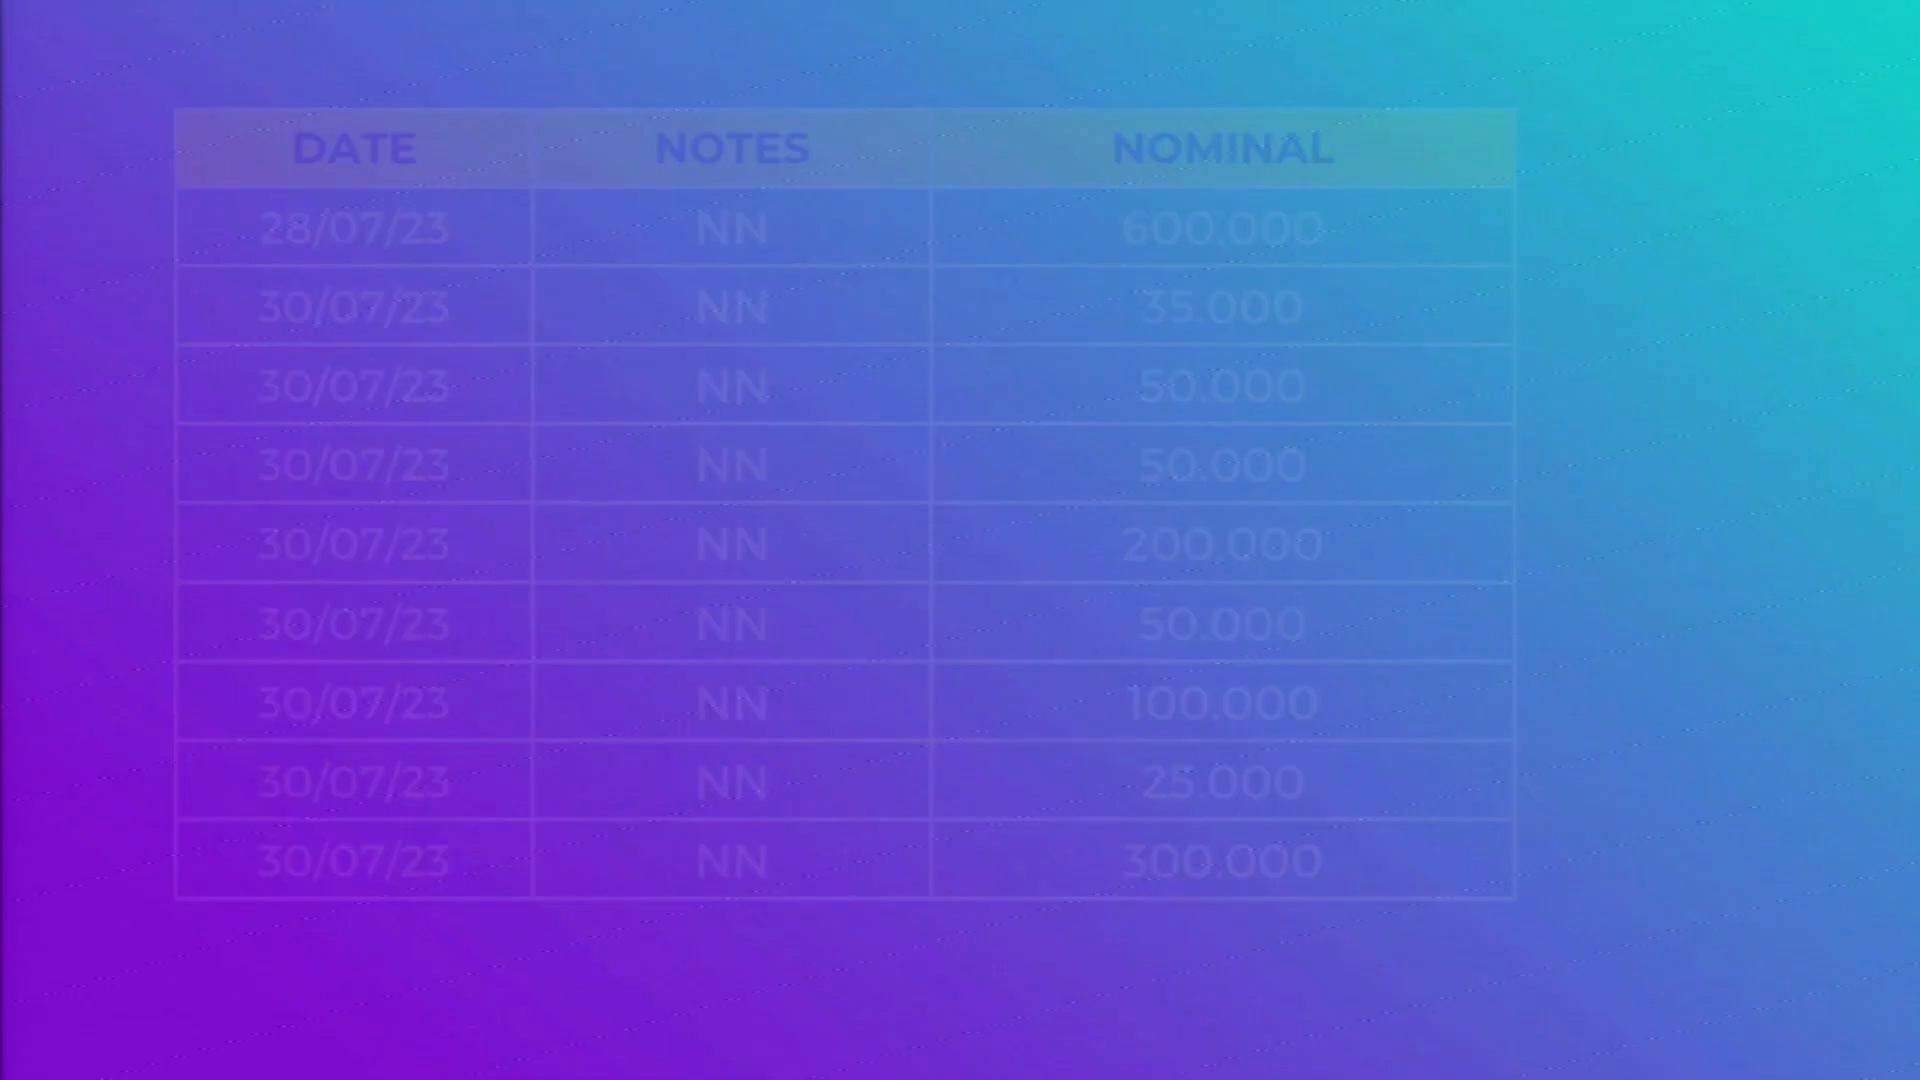 DATE NOTES NOMINAL
28/07/23 NN 600.000
30/07/23 NN 35.000
30/07/23 NN 50.000
30/07/23 NN 50.000
30/07/23 NN 200.000
30/07/23 NN 50.000
30/07/23 NN 100.000
30/07/23 NN 25.000
30/07/23 NN 300.000